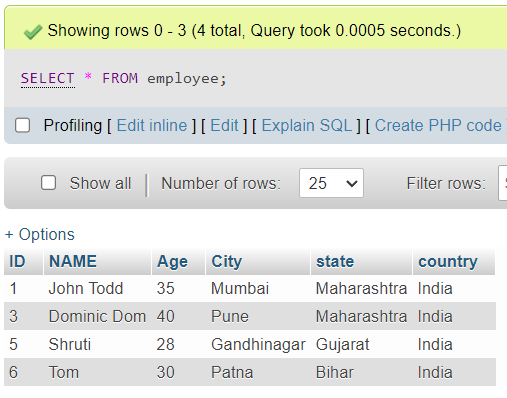 Showing rows 0 - 3 (4 total, Query took 0.0005 seconds.)
SELECT * FROM employee;
Profiling [ Edit inline ] [ Edit ] [ Explain SQL ] [ Create PHP code
Show all Number of rows: 25 Filter rows:
+ Options
ID NAME Age City state country
1 John Todd 35 Mumbai Maharashtra India
3 Dominic Dom 40 Pune Maharashtra India
5 Shruti 28 Gandhinagar Gujarat India
6 Tom 30 Patna Bihar India